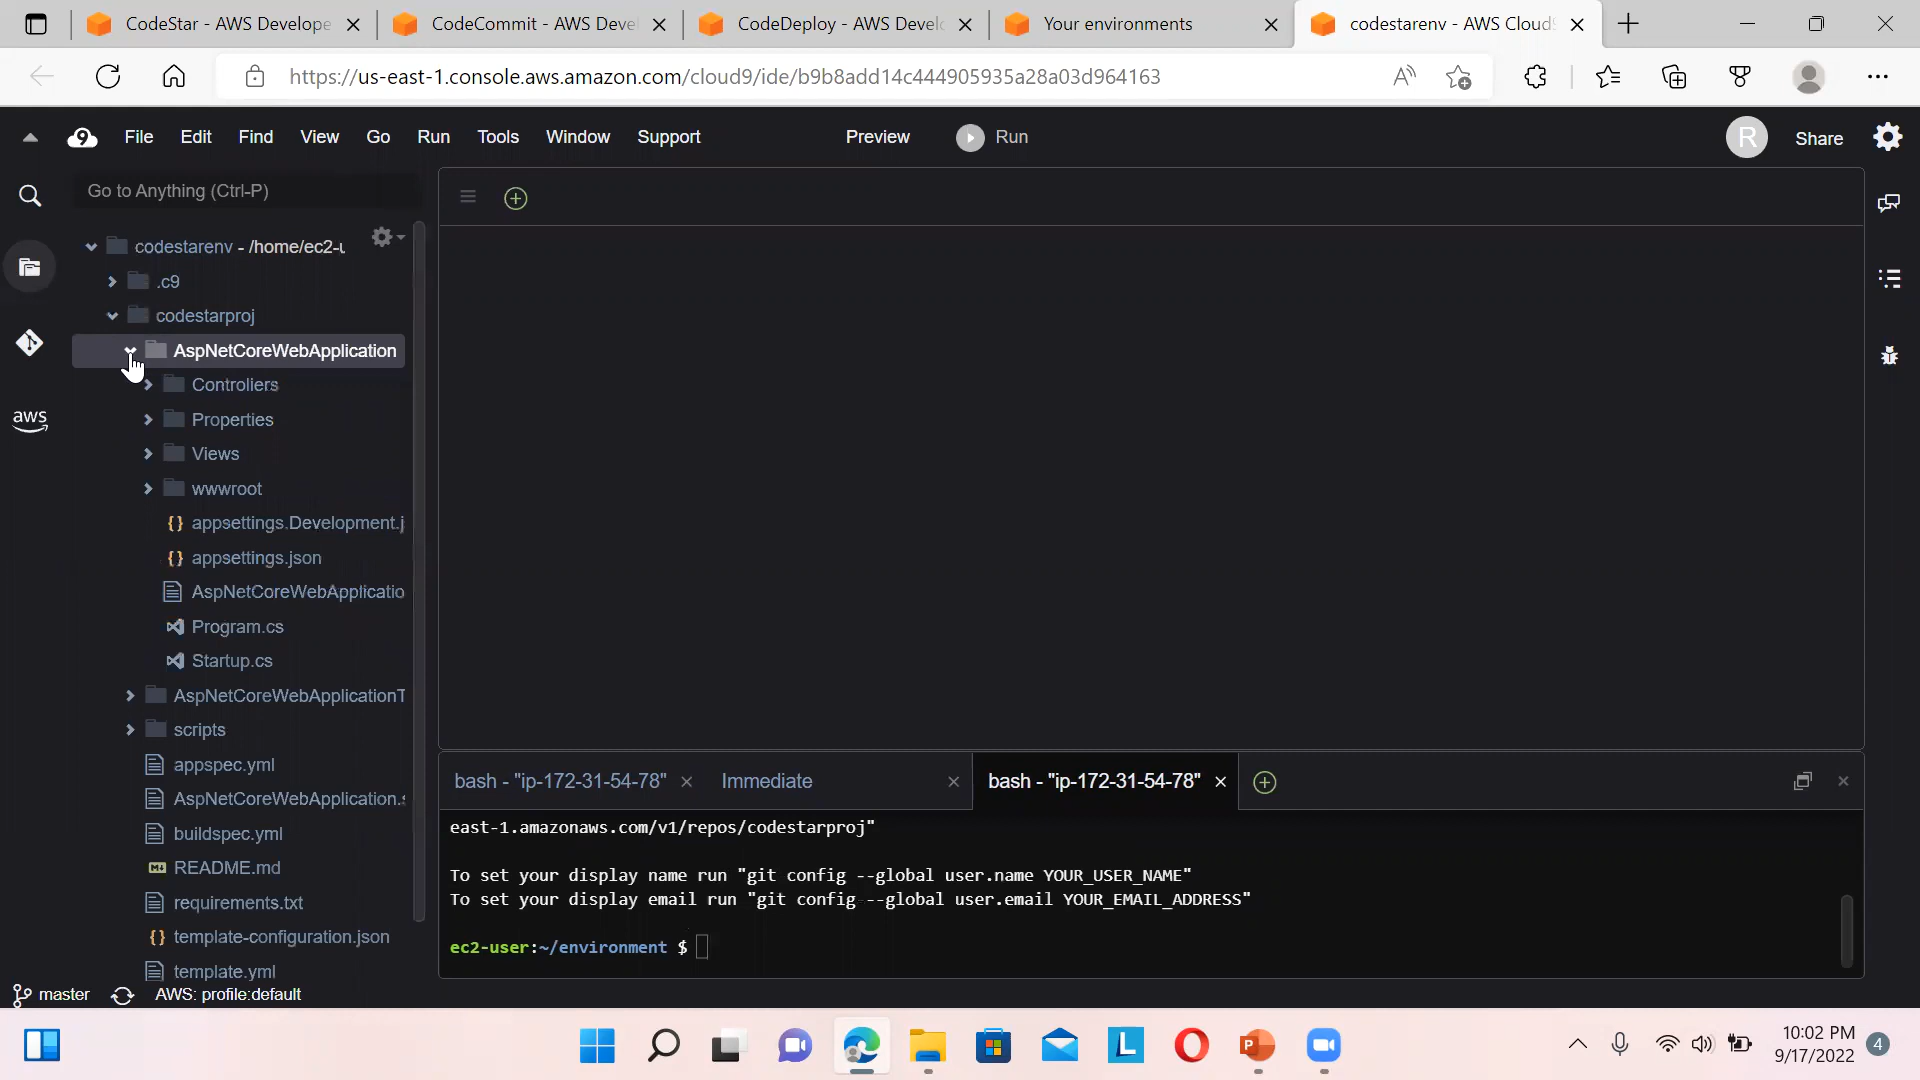 CodeStar - AWS Develope
CodeCommit - AWS Deve
CodeDeploy - AWS Devel
Your environments
codestarenv - AWS Cloud9
https://us-east-1.console.aws.amazon.com/cloud9/ide/b9b8add14c444905935a28a03d964163
9 File Edit Find View Go Run Tools Window Support Preview Run R Share
Go to Anything (Ctrl-P)
codestarenv - /home/ec2-u
.c9
codestarproj
AspNetCoreWebApplication
Controllers
Properties
Views
wwwroot
{} appsettings.Development.j
{} appsettings.json
AspNetCoreWebApplicatio
Program.cs
Startup.cs
AspNetCoreWebApplicationT
scripts
appspec.yml
AspNetCoreWebApplication.s
buildspec.yml
README.md
requirements.txt
{} template-configuration.json
template.yml
aws
master
AWS: profile:default
bash - "ip-172-31-54-78" Immediate bash - "ip-172-31-54-78"
east-1.amazonaws.com/v1/repos/codestarproj"
To set your display name run "git config --global user.name YOUR_USER_NAME"
To set your display email run "git config --global user.email YOUR_EMAIL_ADDRESS"
ec2-user:~/environment $
L
P
10:02 PM
9/17/2022
4